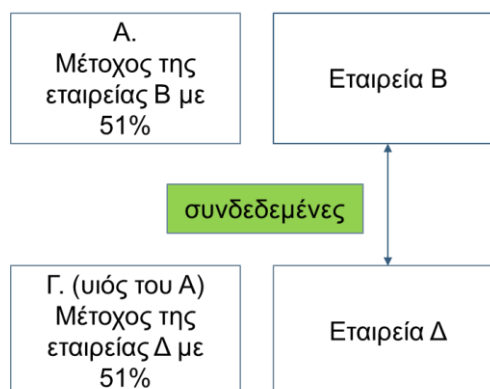 Α.
Μέτοχος της
εταιρείας Β με
51%
Εταιρεία Β
συνδεδεμένες
Γ. (υιός του Α)
Μέτοχος της
εταιρείας Δ με
51%
Εταιρεία Δ